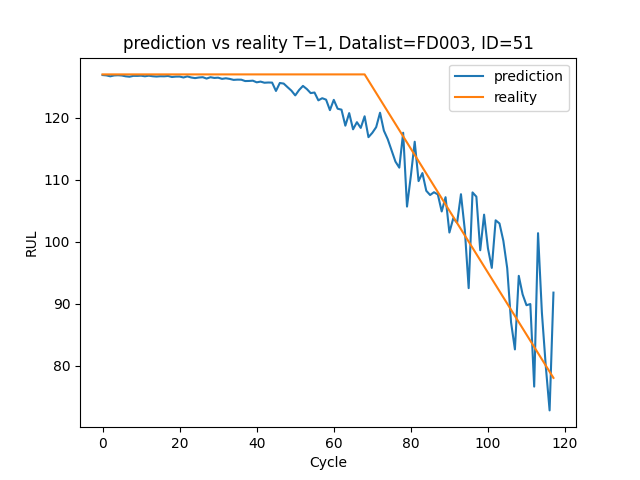 prediction vs reality T=1, Datalist=FD003, ID=51
prediction
reality
RUL
120
110
100
90
80
0 20 40 60 80 100 120
Cycle